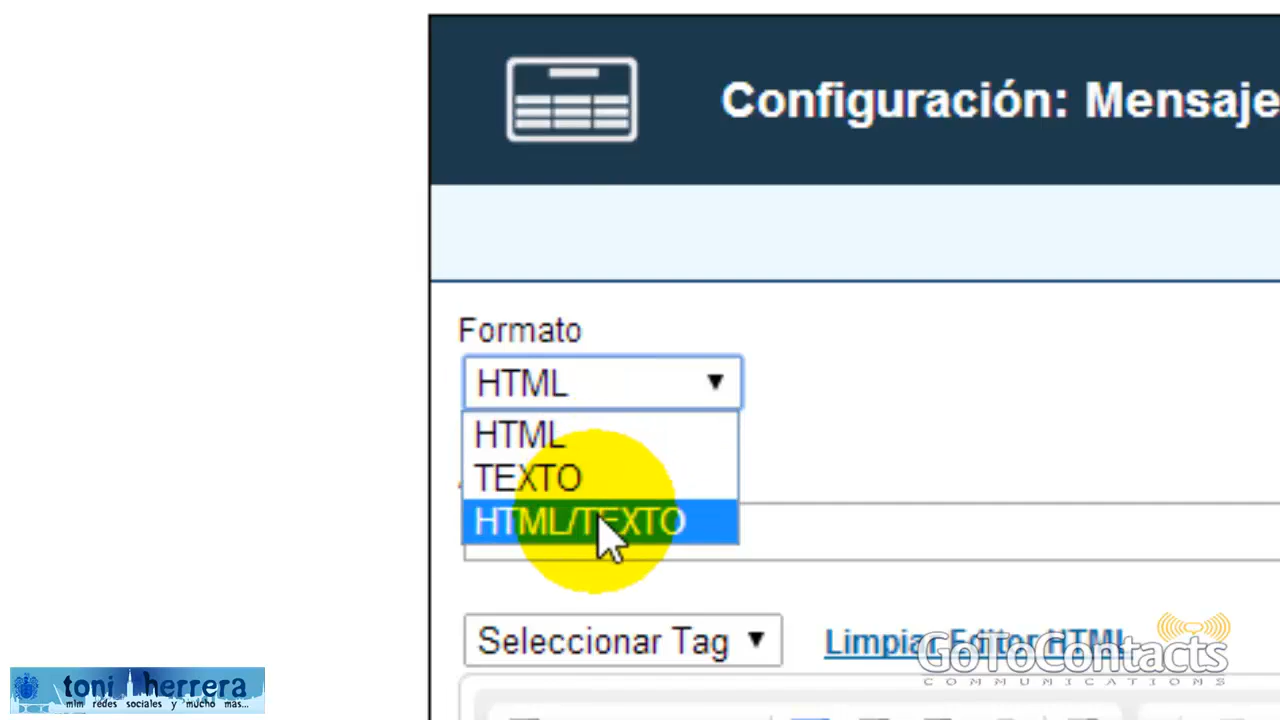 Configuración: Mensaje
Formato
HTML
HTML
TEXTO
HTML/TEXTO
Seleccionar Tag
Limpiar Editor HTML
GoToContacts
COMMUNICATIONS
toni herrera
mlm redes sociales y mucho más...